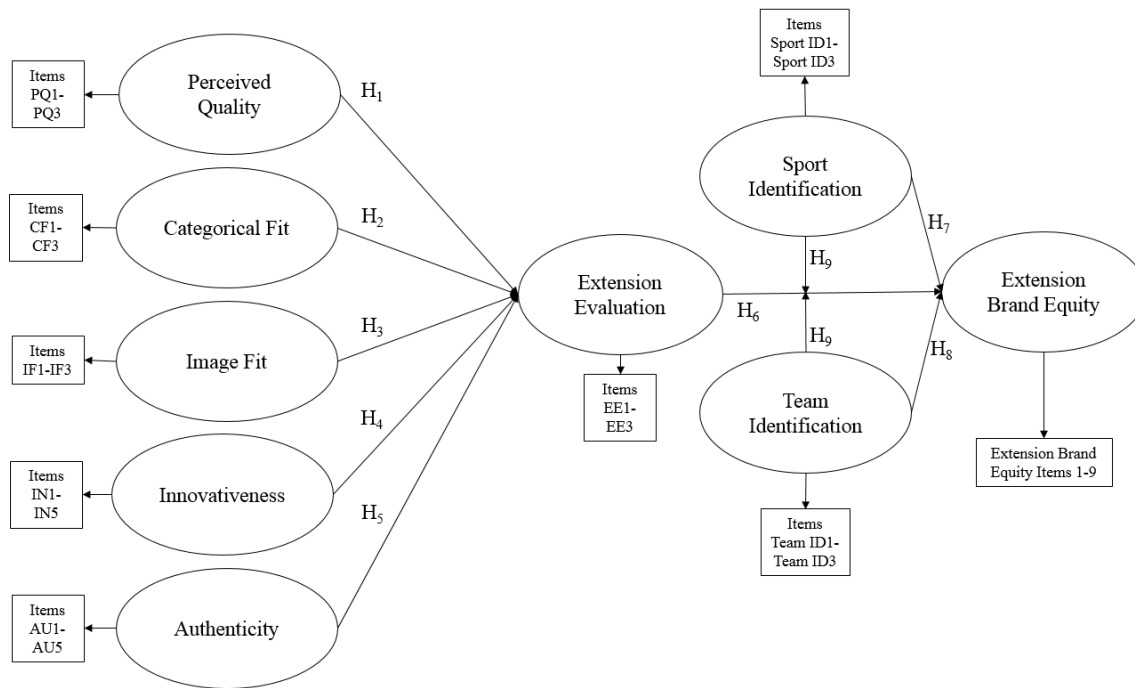 Items
PQ1-
PQ3
Perceived
Quality
H1
Items
CF1-
CF3
Categorical Fit
H2
Items
IF1-IF3
Image Fit
H3
Items
IN1-
IN5
Innovativeness
H4
Items
AU1-
AU5
Authenticity
H5
Extension
Evaluation
Items
EE1-
EE3
H6
Items
Sport ID1-
Sport ID3
Sport
Identification
H7
H9
H9
Team
Identification
H8
Items
Team ID1-
Team ID3
Extension
Brand Equity
Extension Brand
Equity Items 1-9